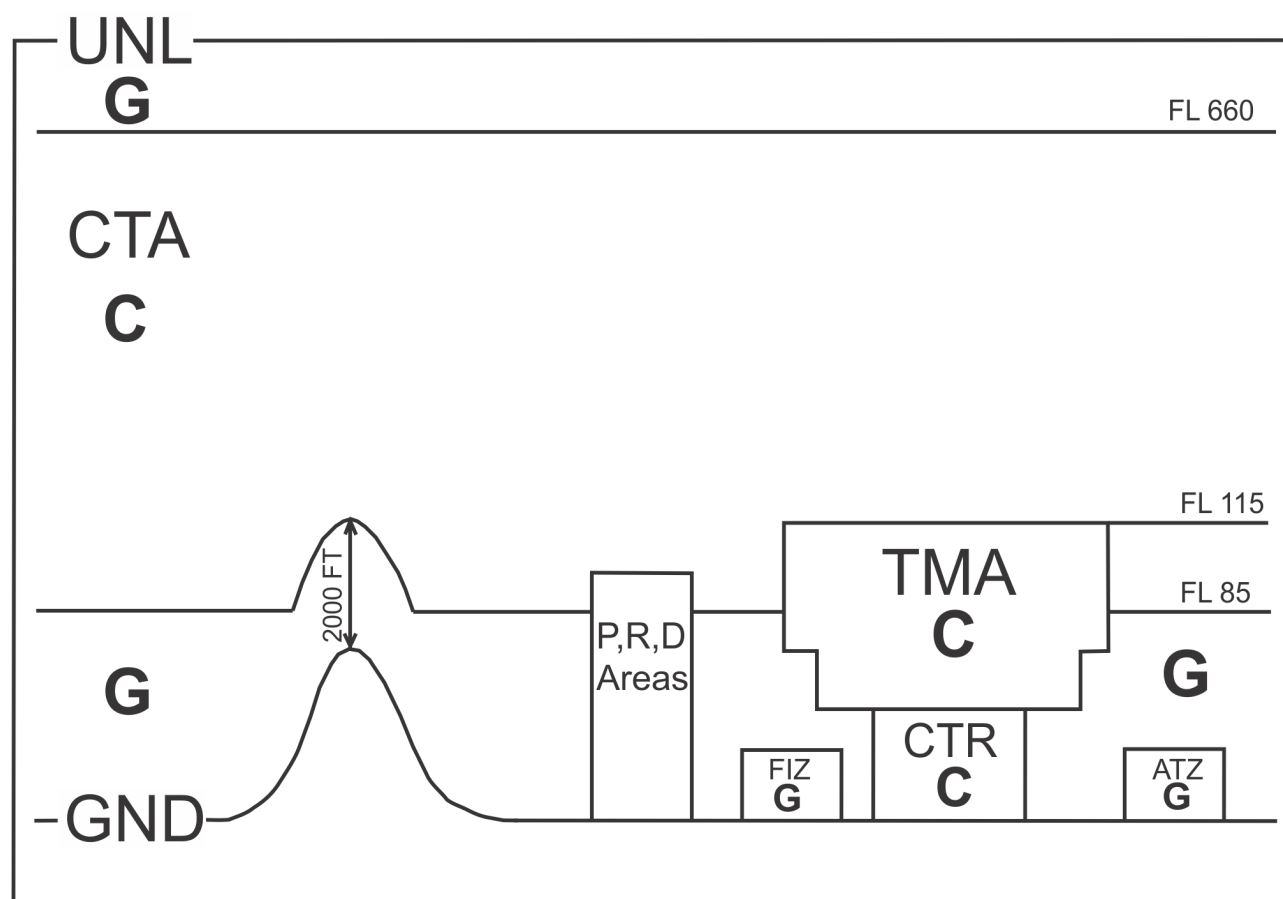 UNL
G
FL 660
CTA
C
FL 115
2000 FT
TMA
C
FL 85
P,R,D
Areas
G
G
CTR
C
FIZ
G
ATZ
G
GND